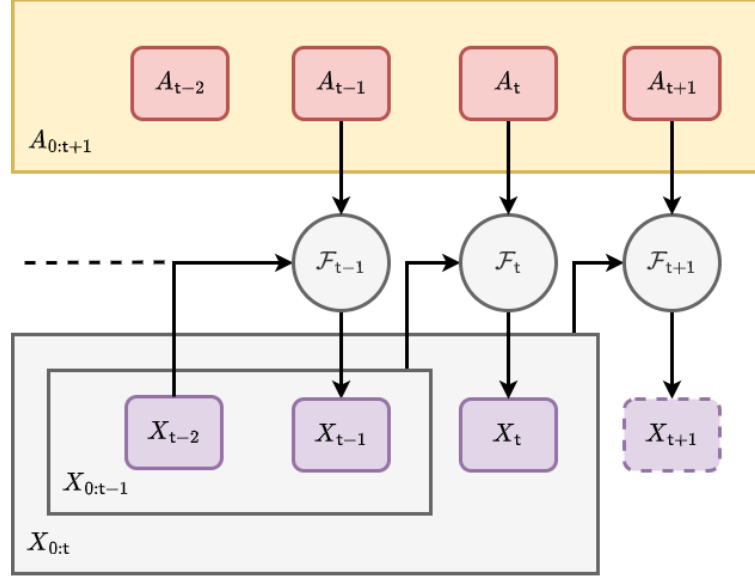 A_{t−2} A_{t−1} A_t A_{t+1}
A_{0:t+1}
ℱ_{t−1} ℱ_t ℱ_{t+1}
X_{t−2} X_{t−1} X_t X_{t+1}
X_{0:t−1}
X_{0:t}